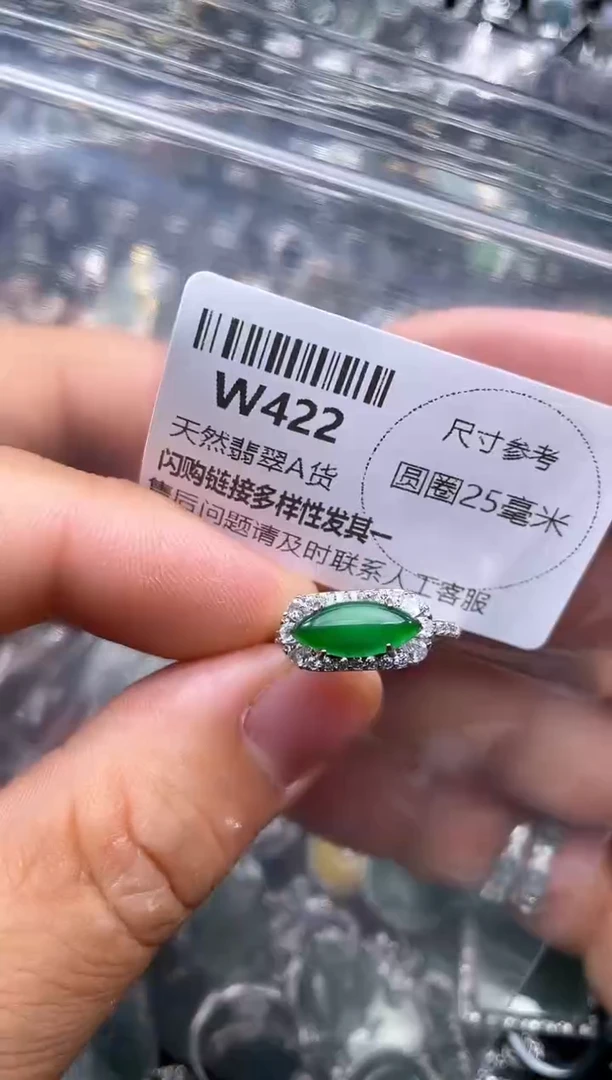 W422
天然翡翠A货
闪购链接多样性发其一
售后问题请及时联系人工客服
尺寸参考
圆圈25毫米